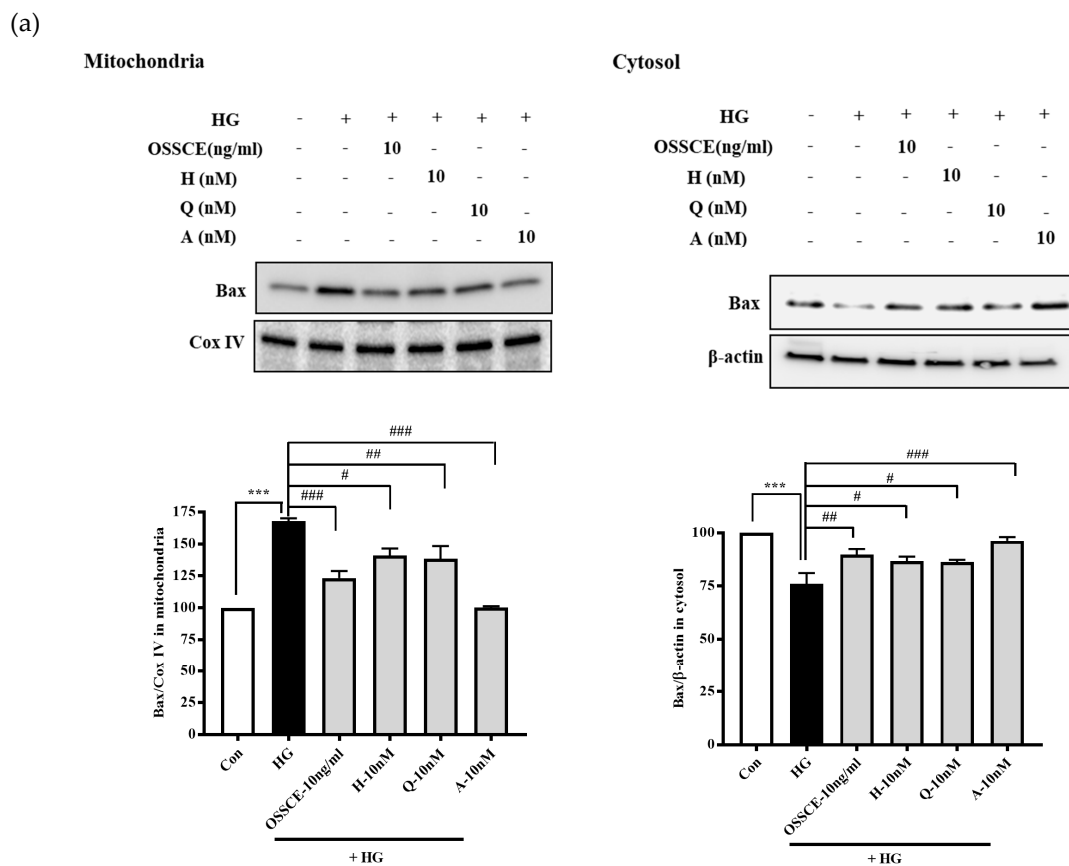 (a)
Mitochondria
HG - + + + + +
OSSCE(ng/ml) - - 10 - - -
H (nM) - - - 10 - -
Q (nM) - - - - 10 -
A (nM) - - - - - 10
Bax
Cox IV
###
##
#
###
***
Bax/Cox IV in mitochondria
175
150
125
100
75
50
25
0
Con
HG
OSSCE-10ng/ml
H-10nM
Q-10nM
A-10nM
+ HG
Cytosol
HG - + + + + +
OSSCE(ng/ml) - - 10 - - -
H (nM) - - - 10 - -
Q (nM) - - - - 10 -
A (nM) - - - - - 10
Bax
β-actin
###
#
#
##
***
Bax/β-actin in cytosol
100
75
50
25
0
Con
HG
OSSCE-10ng/ml
H-10nM
Q-10nM
A-10nM
+ HG